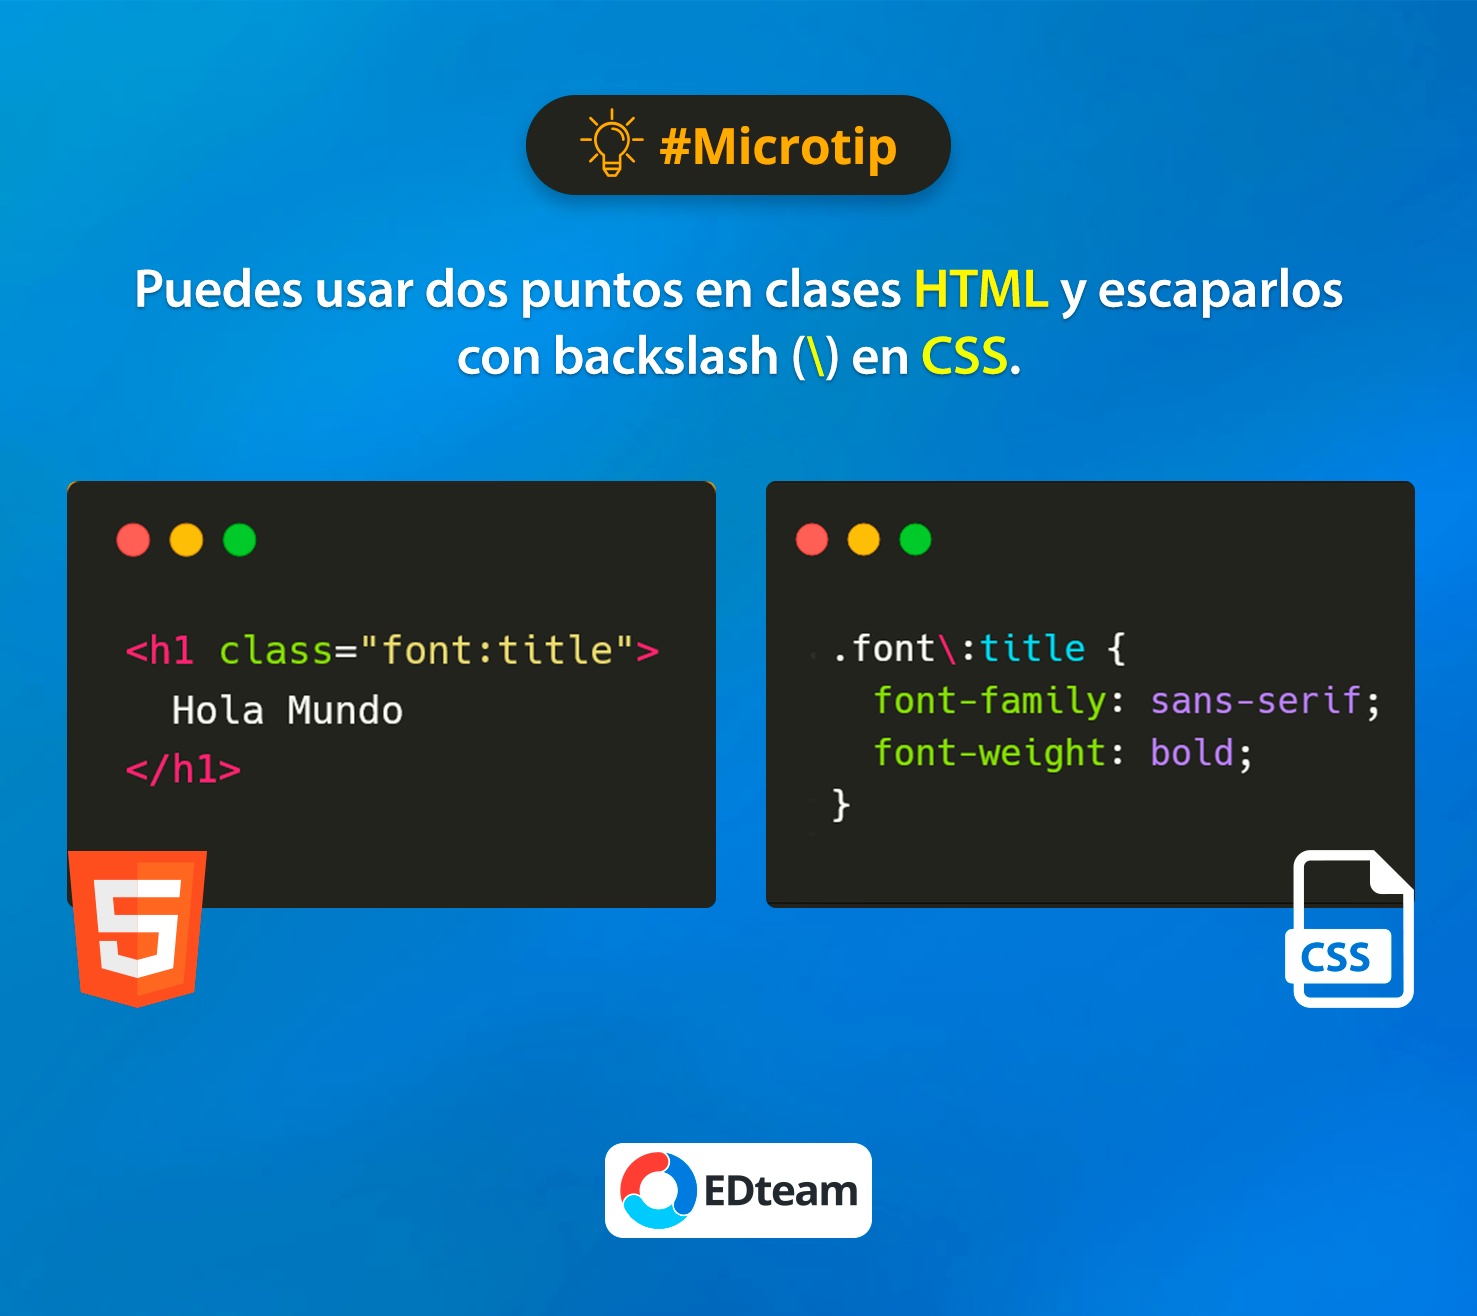 #Microtip
Puedes usar dos puntos en clases HTML y escaparlos
con backslash (\) en CSS.
<h1 class="font:title">
Hola Mundo
</h1>
.font\:title {
font-family: sans-serif;
font-weight: bold;
}
5
CSS
EDteam